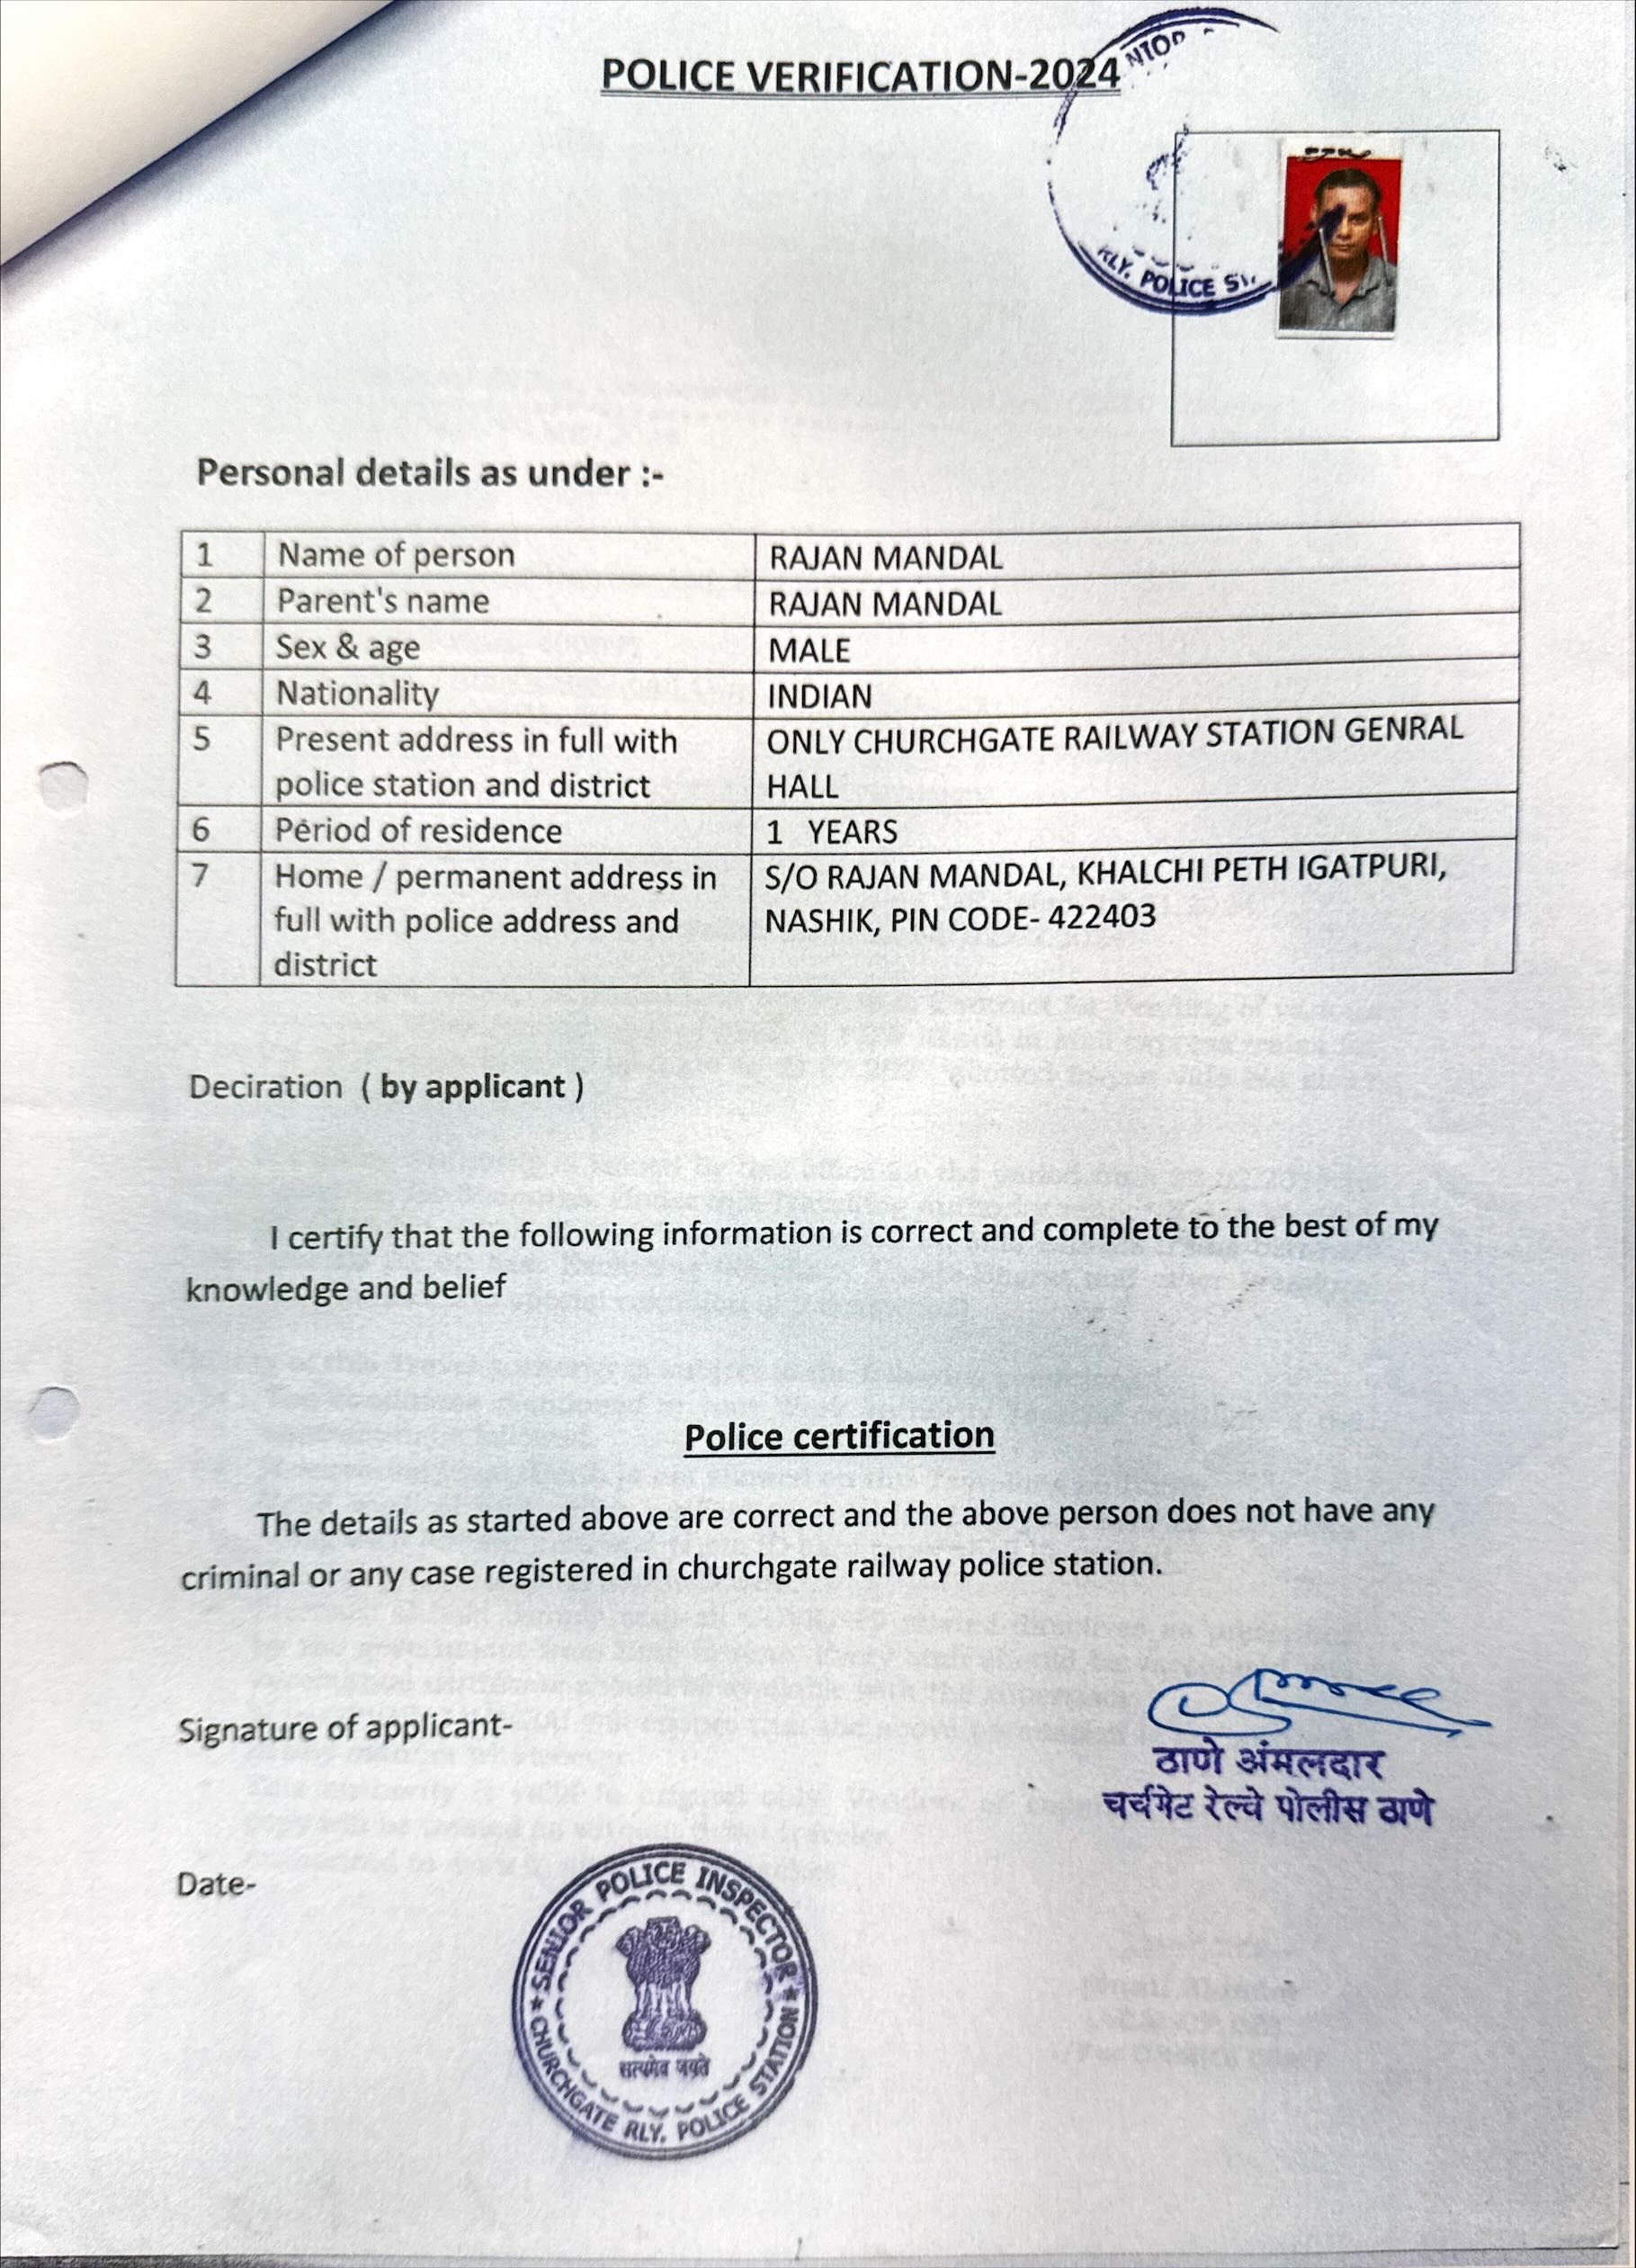 POLICE VERIFICATION-2024
RLY. POLICE
Personal details as under :-
1 Name of person RAJAN MANDAL
2 Parent's name RAJAN MANDAL
3 Sex & age MALE
4 Nationality INDIAN
5 Present address in full with ONLY CHURCHGATE RAILWAY STATION GENRAL
police station and district HALL
6 Period of residence 1 YEARS
7 Home / permanent address in S/O RAJAN MANDAL, KHALCHI PETH IGATPURI,
full with police address and NASHIK, PIN CODE- 422403
district
Deciration ( by applicant )
I certify that the following information is correct and complete to the best of my
knowledge and belief
Police certification
The details as started above are correct and the above person does not have any
criminal or any case registered in churchgate railway police station.
Signature of applicant-
ठाणे अंमलदार
चर्चगेट रेल्वे पोलीस ठाणे
Date-
★ SENIOR POLICE INSPECTOR ★
सत्यमेव जयते
CHURCHGATE RLY. POLICE STATION